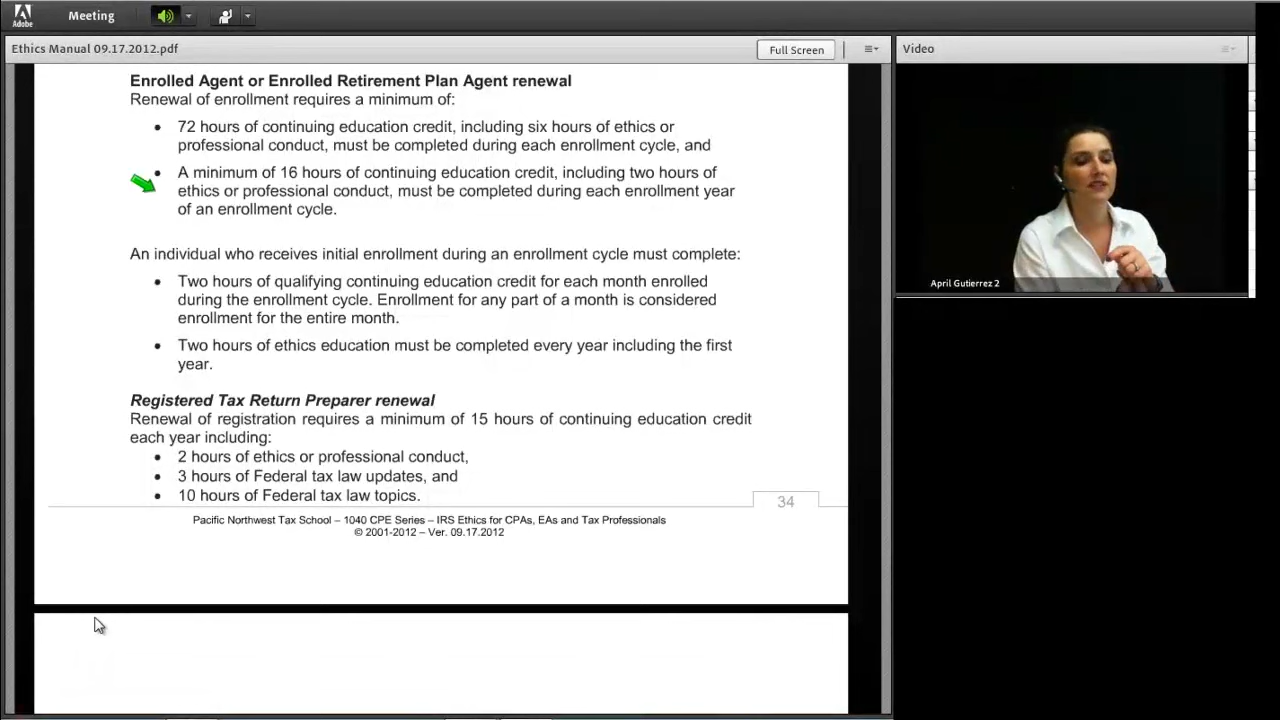 Adobe
Meeting
Ethics Manual 09.17.2012.pdf
Full Screen
Video
Enrolled Agent or Enrolled Retirement Plan Agent renewal
Renewal of enrollment requires a minimum of:
• 72 hours of continuing education credit, including six hours of ethics or
professional conduct, must be completed during each enrollment cycle, and
• A minimum of 16 hours of continuing education credit, including two hours of
ethics or professional conduct, must be completed during each enrollment year
of an enrollment cycle.
An individual who receives initial enrollment during an enrollment cycle must complete:
• Two hours of qualifying continuing education credit for each month enrolled
during the enrollment cycle. Enrollment for any part of a month is considered
enrollment for the entire month.
• Two hours of ethics education must be completed every year including the first
year.
Registered Tax Return Preparer renewal
Renewal of registration requires a minimum of 15 hours of continuing education credit
each year including:
• 2 hours of ethics or professional conduct,
• 3 hours of Federal tax law updates, and
• 10 hours of Federal tax law topics.
34
Pacific Northwest Tax School – 1040 CPE Series – IRS Ethics for CPAs, EAs and Tax Professionals
© 2001-2012 – Ver. 09.17.2012
April Gutierrez 2